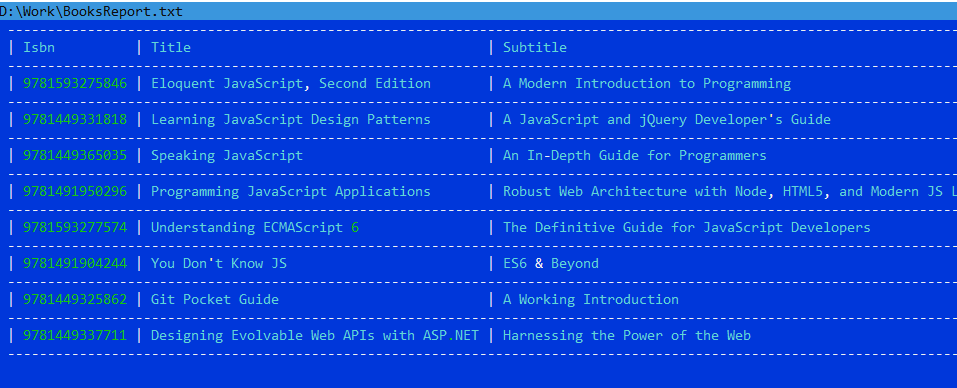 D:\Work\BooksReport.txt
| Isbn | Title | Subtitle
| 9781593275846 | Eloquent JavaScript, Second Edition | A Modern Introduction to Programming
| 9781449331818 | Learning JavaScript Design Patterns | A JavaScript and jQuery Developer's Guide
| 9781449365035 | Speaking JavaScript | An In-Depth Guide for Programmers
| 9781491950296 | Programming JavaScript Applications | Robust Web Architecture with Node, HTML5, and Modern JS L
| 9781593277574 | Understanding ECMAScript 6 | The Definitive Guide for JavaScript Developers
| 9781491904244 | You Don't Know JS | ES6 & Beyond
| 9781449325862 | Git Pocket Guide | A Working Introduction
| 9781449337711 | Designing Evolvable Web APIs with ASP.NET | Harnessing the Power of the Web